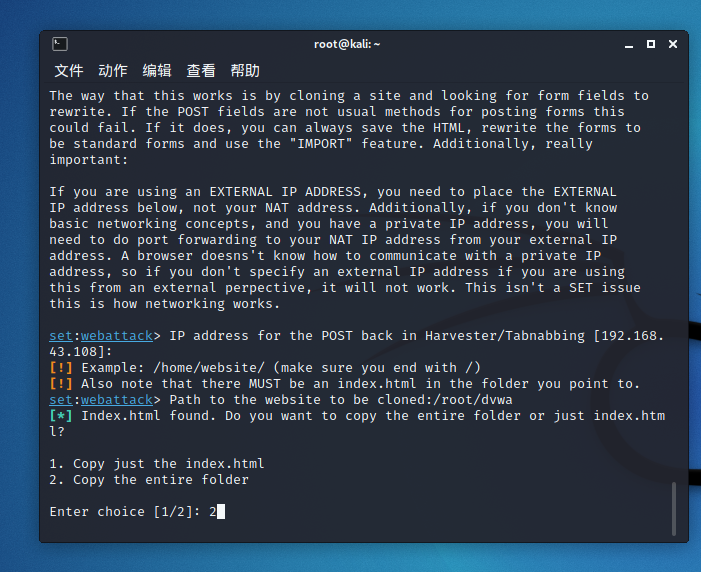 root@kali: ~
文件 动作 编辑 查看 帮助
The way that this works is by cloning a site and looking for form fields to
rewrite. If the POST fields are not usual methods for posting forms this
could fail. If it does, you can always save the HTML, rewrite the forms to
be standard forms and use the "IMPORT" feature. Additionally, really
important:
If you are using an EXTERNAL IP ADDRESS, you need to place the EXTERNAL
IP address below, not your NAT address. Additionally, if you don't know
basic networking concepts, and you have a private IP address, you will
need to do port forwarding to your NAT IP address from your external IP
address. A browser doesns't know how to communicate with a private IP
address, so if you don't specify an external IP address if you are using
this from an external perpective, it will not work. This isn't a SET issue
this is how networking works.
set:webattack> IP address for the POST back in Harvester/Tabnabbing [192.168.
43.108]:
[!] Example: /home/website/ (make sure you end with /)
[!] Also note that there MUST be an index.html in the folder you point to.
set:webattack> Path to the website to be cloned:/root/dvwa
[*] Index.html found. Do you want to copy the entire folder or just index.htm
l?
1. Copy just the index.html
2. Copy the entire folder
Enter choice [1/2]: 2